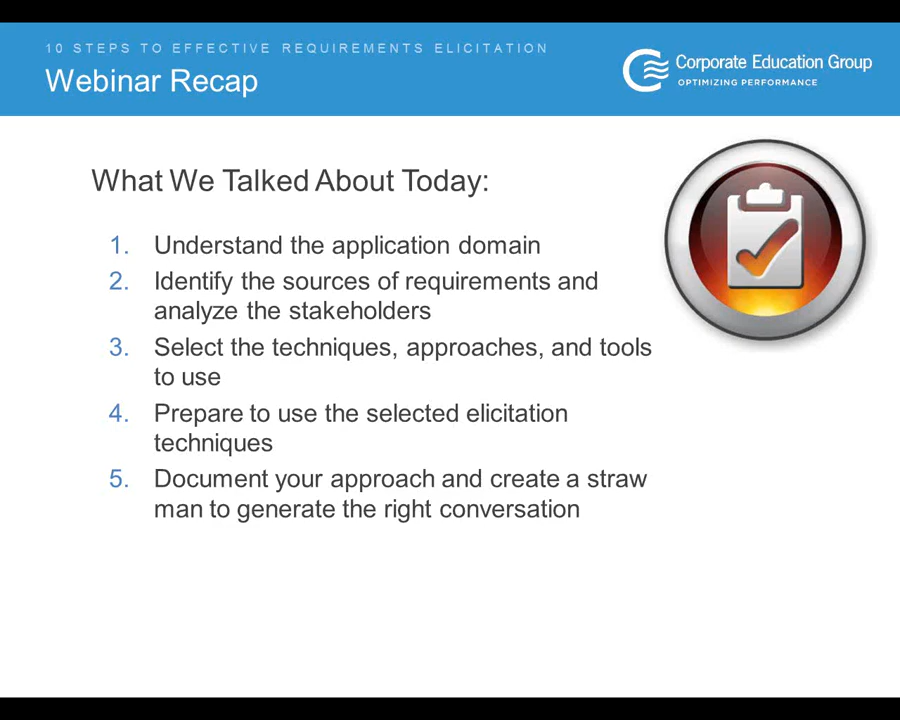 10 STEPS TO EFFECTIVE REQUIREMENTS ELICITATION
Webinar Recap
Corporate Education Group
OPTIMIZING PERFORMANCE
What We Talked About Today:
1. Understand the application domain
2. Identify the sources of requirements and
analyze the stakeholders
3. Select the techniques, approaches, and tools
to use
4. Prepare to use the selected elicitation
techniques
5. Document your approach and create a straw
man to generate the right conversation